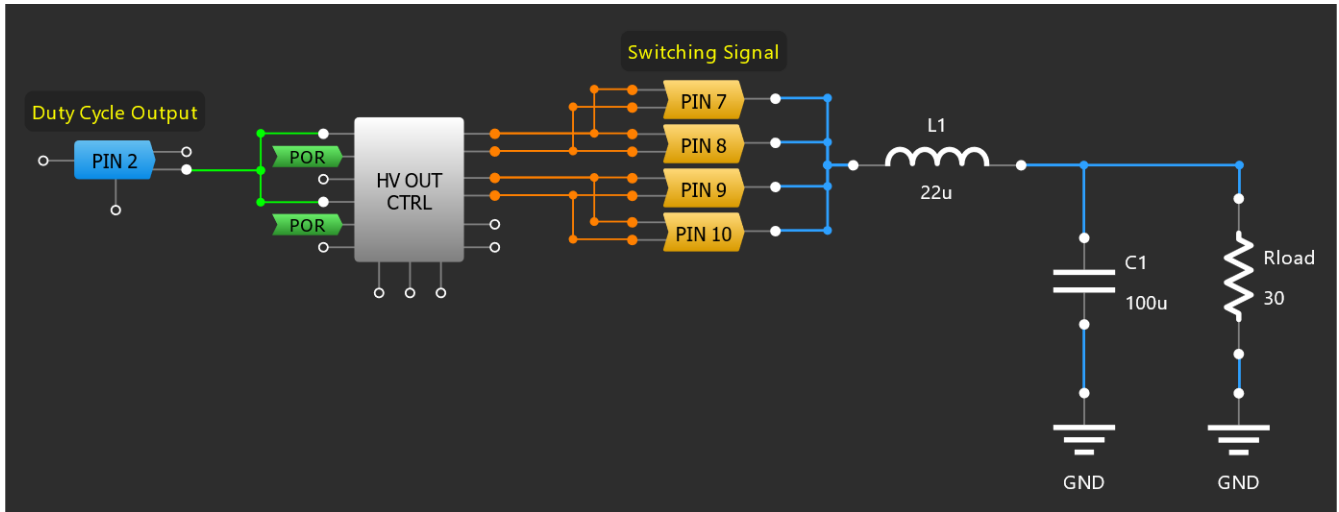 Switching Signal
Duty Cycle Output
PIN 2
POR
POR
HV OUT
CTRL
PIN 7
PIN 8
PIN 9
PIN 10
L1
22u
C1
100u
Rload
30
GND
GND